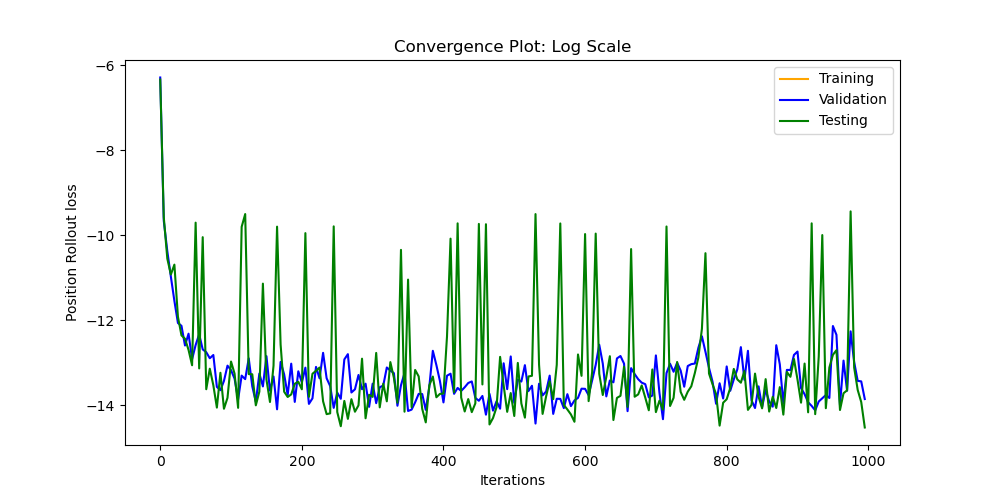 Convergence Plot: Log Scale
Position Rollout loss
−6
−8
−10
−12
−14
Training
Validation
Testing
0
200
400
600
800
1000
Iterations